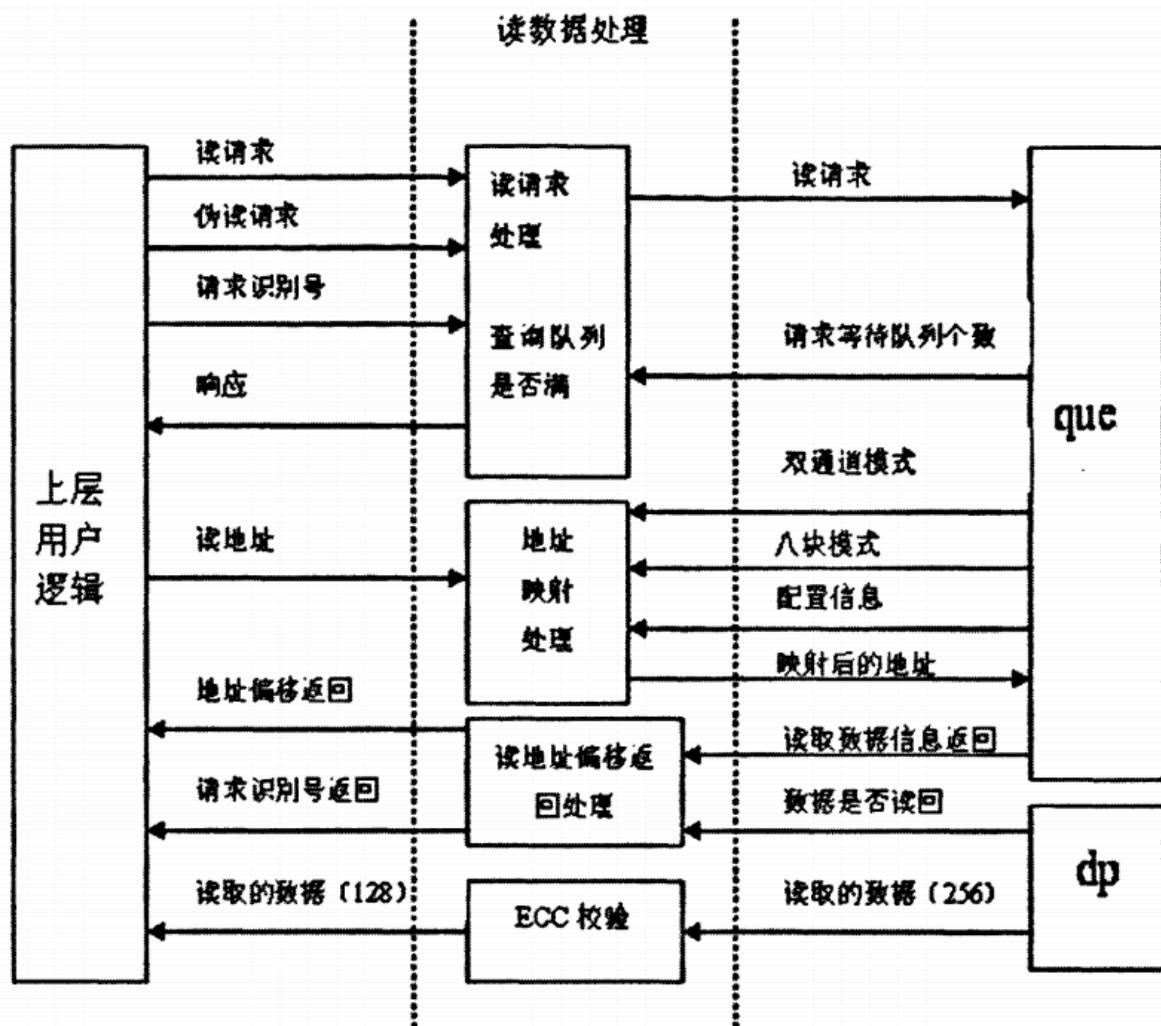 读数据处理
读请求
伪读请求
请求识别号
响应
上层
用户
逻辑
读地址
地址偏移返回
请求识别号返回
读取的数据（128）
读请求
处理
查询队列
是否满
地址
映射
处理
读地址偏移返
回处理
ECC 校验
读请求
请求等待队列个数
双通道模式
八块模式
配置信息
映射后的地址
读取数据信息返回
数据是否读回
读取的数据（256）
que
dp